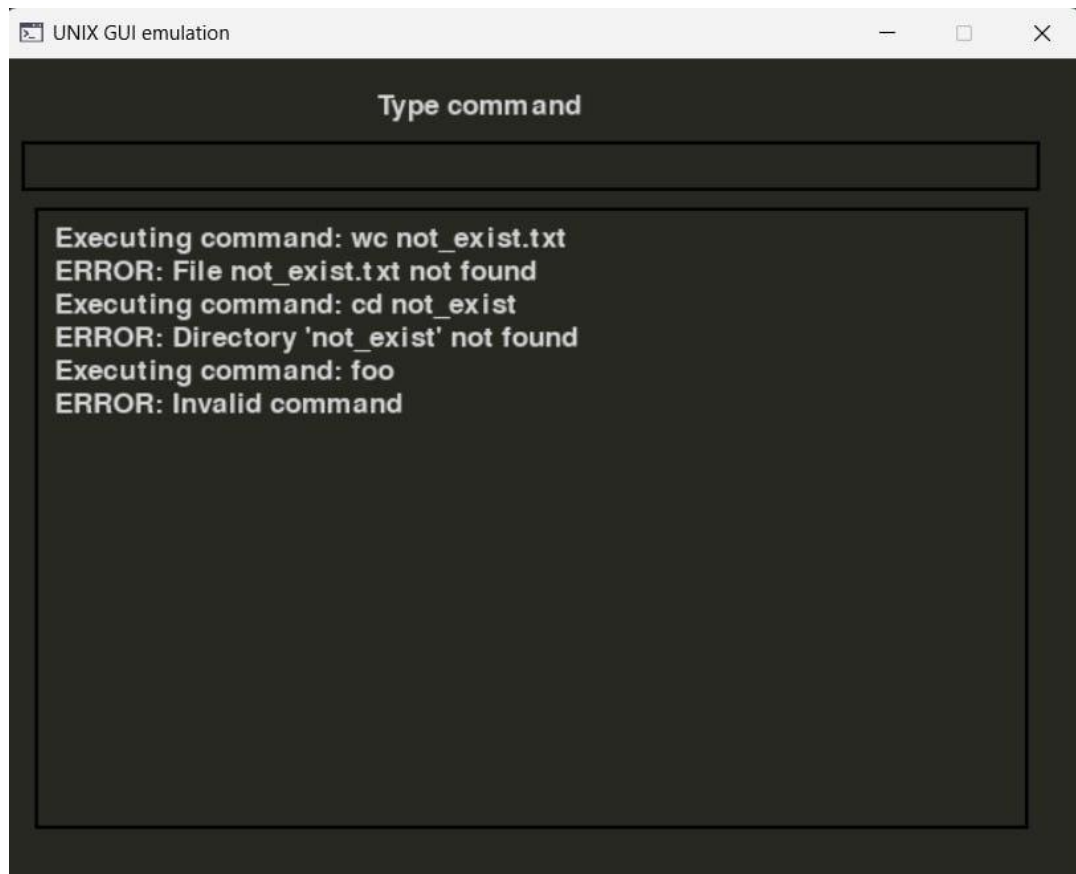 UNIX GUI emulation
Type command
Executing command: wc not_exist.txt
ERROR: File not_exist.txt not found
Executing command: cd not_exist
ERROR: Directory 'not_exist' not found
Executing command: foo
ERROR: Invalid command